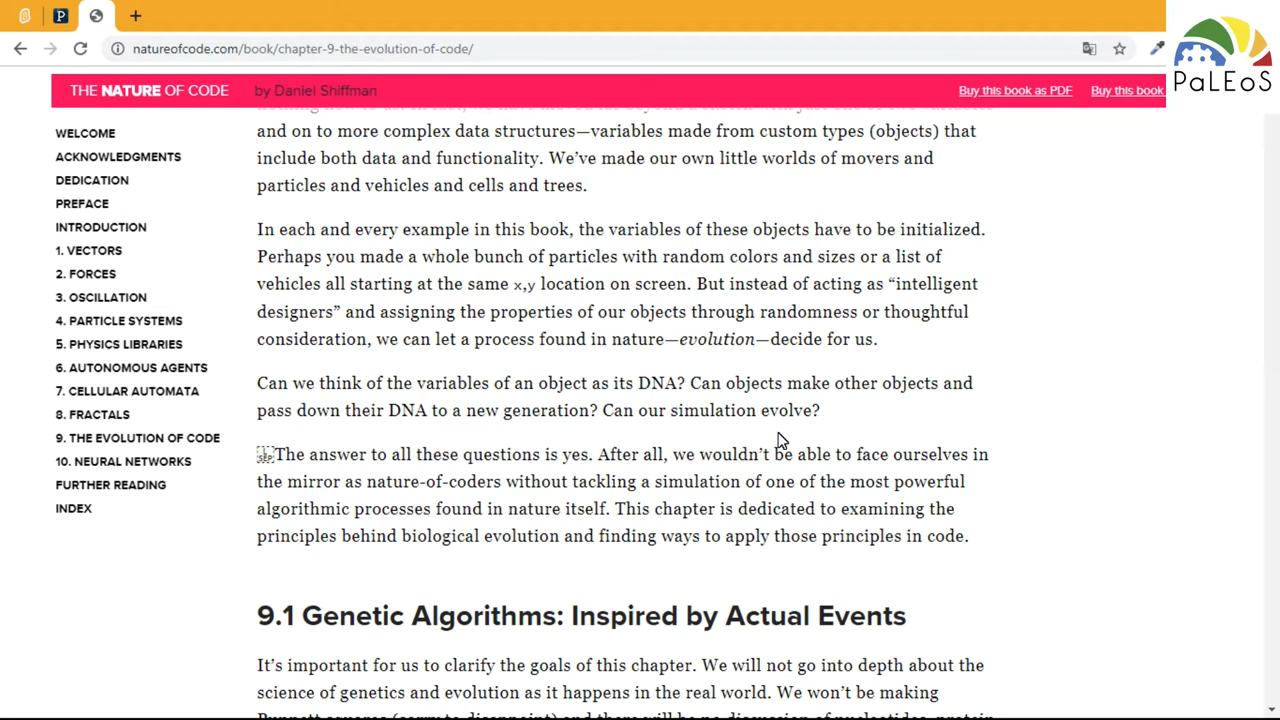 natureofcode.com/book/chapter-9-the-evolution-of-code/
PaLEoS
THE NATURE OF CODE by Daniel Shiffman
Buy this book as PDF
Buy this book
WELCOME
ACKNOWLEDGMENTS
DEDICATION
PREFACE
INTRODUCTION
1. VECTORS
2. FORCES
3. OSCILLATION
4. PARTICLE SYSTEMS
5. PHYSICS LIBRARIES
6. AUTONOMOUS AGENTS
7. CELLULAR AUTOMATA
8. FRACTALS
9. THE EVOLUTION OF CODE
10. NEURAL NETWORKS
FURTHER READING
INDEX
and on to more complex data structures—variables made from custom types (objects) that
include both data and functionality. We’ve made our own little worlds of movers and
particles and vehicles and cells and trees.
In each and every example in this book, the variables of these objects have to be initialized.
Perhaps you made a whole bunch of particles with random colors and sizes or a list of
vehicles all starting at the same x,y location on screen. But instead of acting as “intelligent
designers” and assigning the properties of our objects through randomness or thoughtful
consideration, we can let a process found in nature—evolution—decide for us.
Can we think of the variables of an object as its DNA? Can objects make other objects and
pass down their DNA to a new generation? Can our simulation evolve?
The answer to all these questions is yes. After all, we wouldn’t be able to face ourselves in
the mirror as nature-of-coders without tackling a simulation of one of the most powerful
algorithmic processes found in nature itself. This chapter is dedicated to examining the
principles behind biological evolution and finding ways to apply those principles in code.
9.1 Genetic Algorithms: Inspired by Actual Events
It’s important for us to clarify the goals of this chapter. We will not go into depth about the
science of genetics and evolution as it happens in the real world. We won’t be making